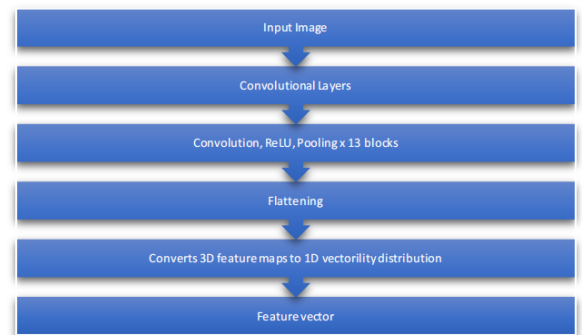 Input Image
Convolutional Layers
Convolution, ReLU, Pooling x 13 blocks
Flattening
Converts 3D feature maps to 1D vectorility distribution
Feature vector